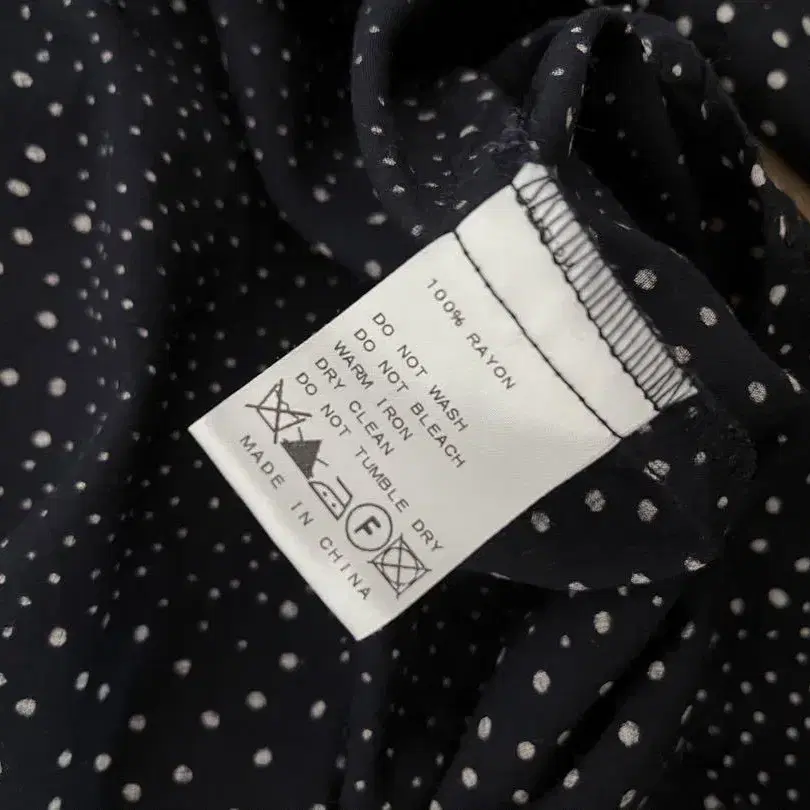 100% RAYON
DO NOT WASH
DO NOT BLEACH
WARM IRON
DRY CLEAN
DO NOT TUMBLE DRY
F
MADE IN CHINA